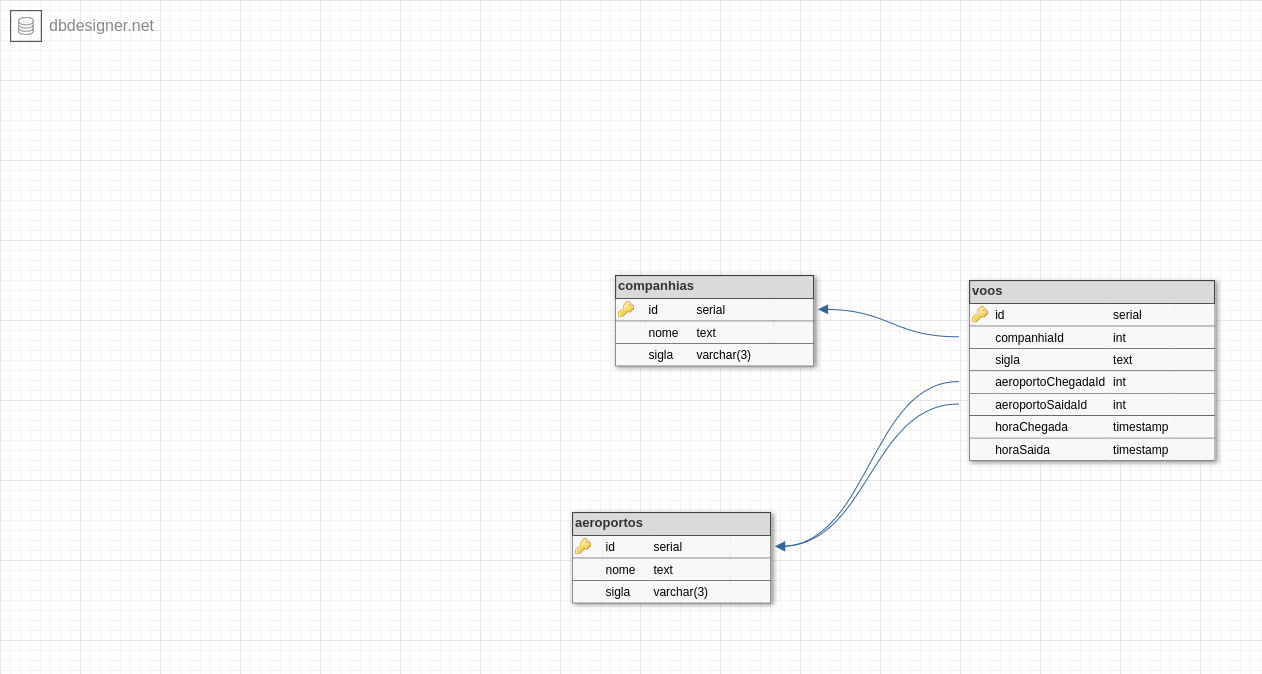 dbdesigner.net
companhias
id serial
nome text
sigla varchar(3)
voos
id serial
companhiaId int
sigla text
aeroportoChegadaId int
aeroportoSaidaId int
horaChegada timestamp
horaSaida timestamp
aeroportos
id serial
nome text
sigla varchar(3)